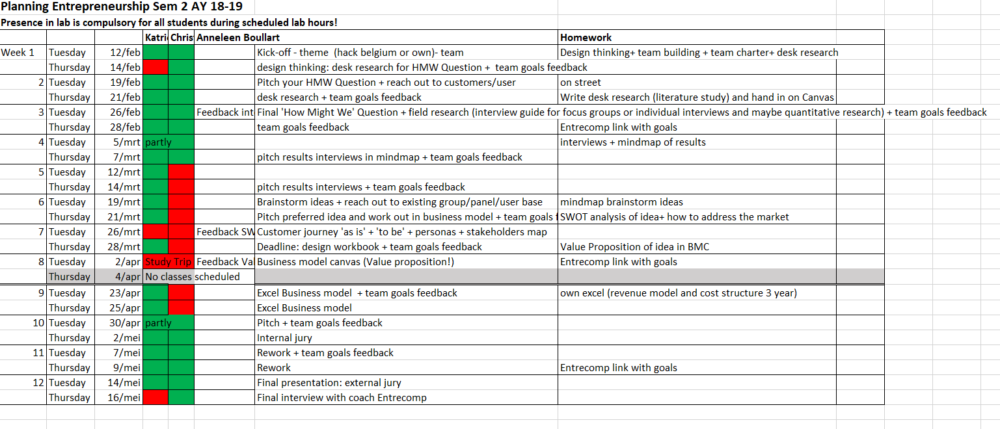 Planning Entrepreneurship Sem 2 AY 18-19
Presence in lab is compulsory for all students during scheduled lab hours!
Katri Chris Anneleen Boullart Homework
Week 1 Tuesday 12/feb Kick-off - theme (hack belgium or own)- team Design thinking+ team building + team charter+ desk research
Thursday 14/feb design thinking: desk research for HMW Question + team goals feedback
2 Tuesday 19/feb Pitch your HMW Question + reach out to customers/user on street
Thursday 21/feb desk research + team goals feedback Write desk research (literature study) and hand in on Canvas
3 Tuesday 26/feb Feedback int Final 'How Might We' Question + field research (interview guide for focus groups or individual interviews and maybe quantitative research) + team goals feedback
Thursday 28/feb team goals feedback Entrecomp link with goals
4 Tuesday 5/mrt partly interviews + mindmap of results
Thursday 7/mrt pitch results interviews in mindmap + team goals feedback
5 Tuesday 12/mrt
Thursday 14/mrt pitch results interviews + team goals feedback
6 Tuesday 19/mrt Brainstorm ideas + reach out to existing group/panel/user base mindmap brainstorm ideas
Thursday 21/mrt Pitch preferred idea and work out in business model + team goals SWOT analysis of idea+ how to address the market
7 Tuesday 26/mrt Feedback SW Customer journey 'as is' + 'to be' + personas + stakeholders map
Thursday 28/mrt Deadline: design workbook + team goals feedback Value Proposition of idea in BMC
8 Tuesday 2/apr Study Trip Feedback Val Business model canvas (Value proposition!) Entrecomp link with goals
Thursday 4/apr No classes scheduled
9 Tuesday 23/apr Excel Business model + team goals feedback own excel (revenue model and cost structure 3 year)
Thursday 25/apr Excel Business model
10 Tuesday 30/apr partly Pitch + team goals feedback
Thursday 2/mei Internal jury
11 Tuesday 7/mei Rework + team goals feedback
Thursday 9/mei Rework Entrecomp link with goals
12 Tuesday 14/mei Final presentation: external jury
Thursday 16/mei Final interview with coach Entrecomp